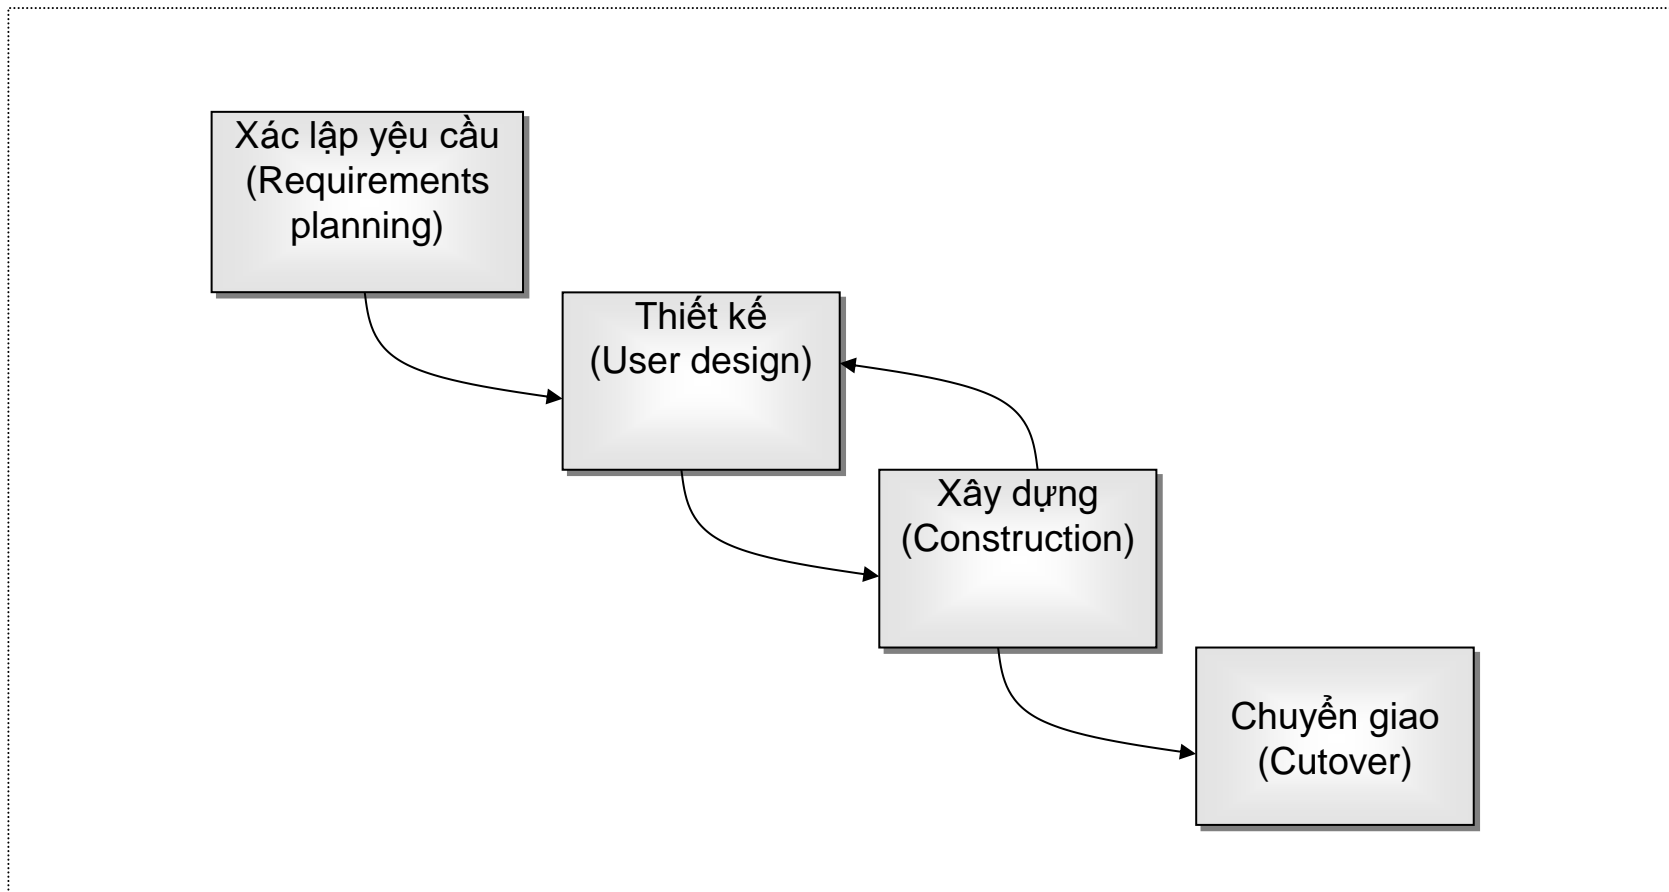 Xác lập yệu cầu
(Requirements
planning)
Thiết kế
(User design)
Xây dựng
(Construction)
Chuyển giao
(Cutover)